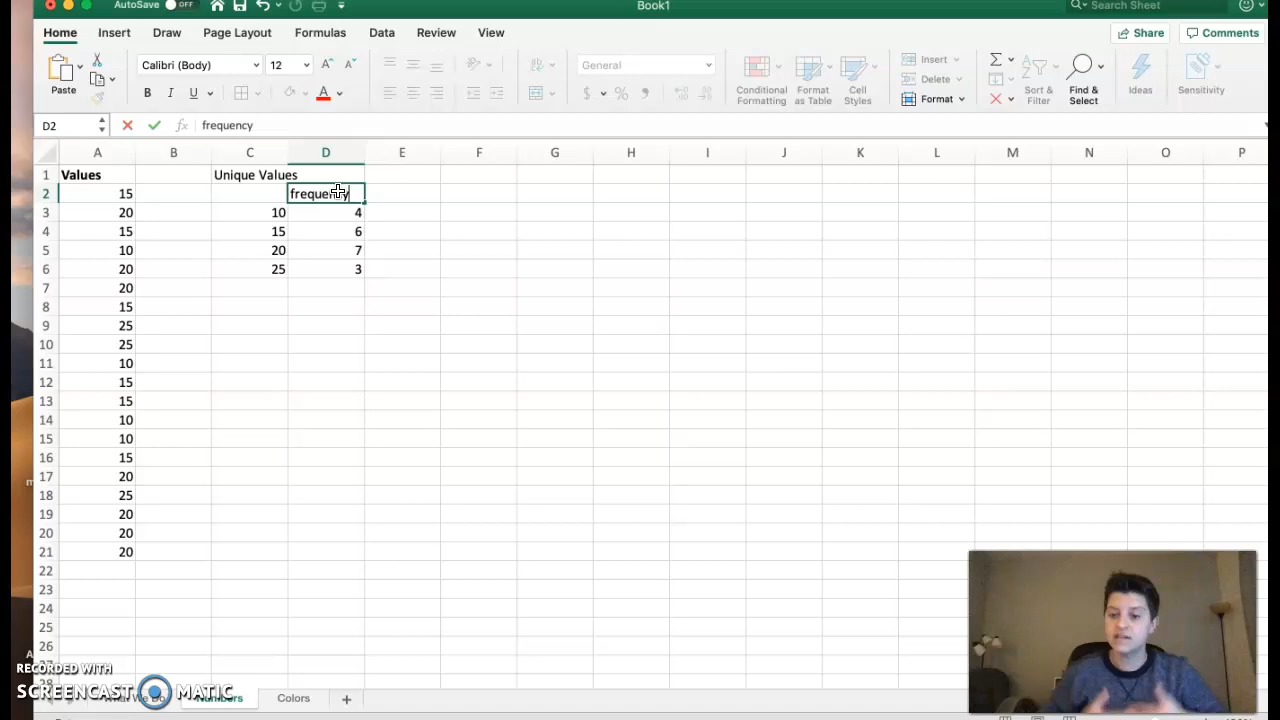 AutoSave OFF Book1 Search Sheet
Home Insert Draw Page Layout Formulas Data Review View Share Comments
Paste Calibri (Body) 12 General Insert Delete Format Conditional Formatting Format as Table Cell Styles Sort & Filter Find & Select Ideas Sensitivity
B I U A $ %
D2 fx frequency
A B C D E F G H I J K L M N O P
1 Values Unique Values
2 15 frequency
3 20 10 4
4 15 15 6
5 10 20 7
6 20 25 3
7 20
8 15
9 25
10 25
11 10
12 15
13 15
14 10
15 10
16 15
17 20
18 25
19 20
20 20
21 20
22
23
24
25
26
RECORDED WITH
SCREENCAST MATIC
Numbers Colors